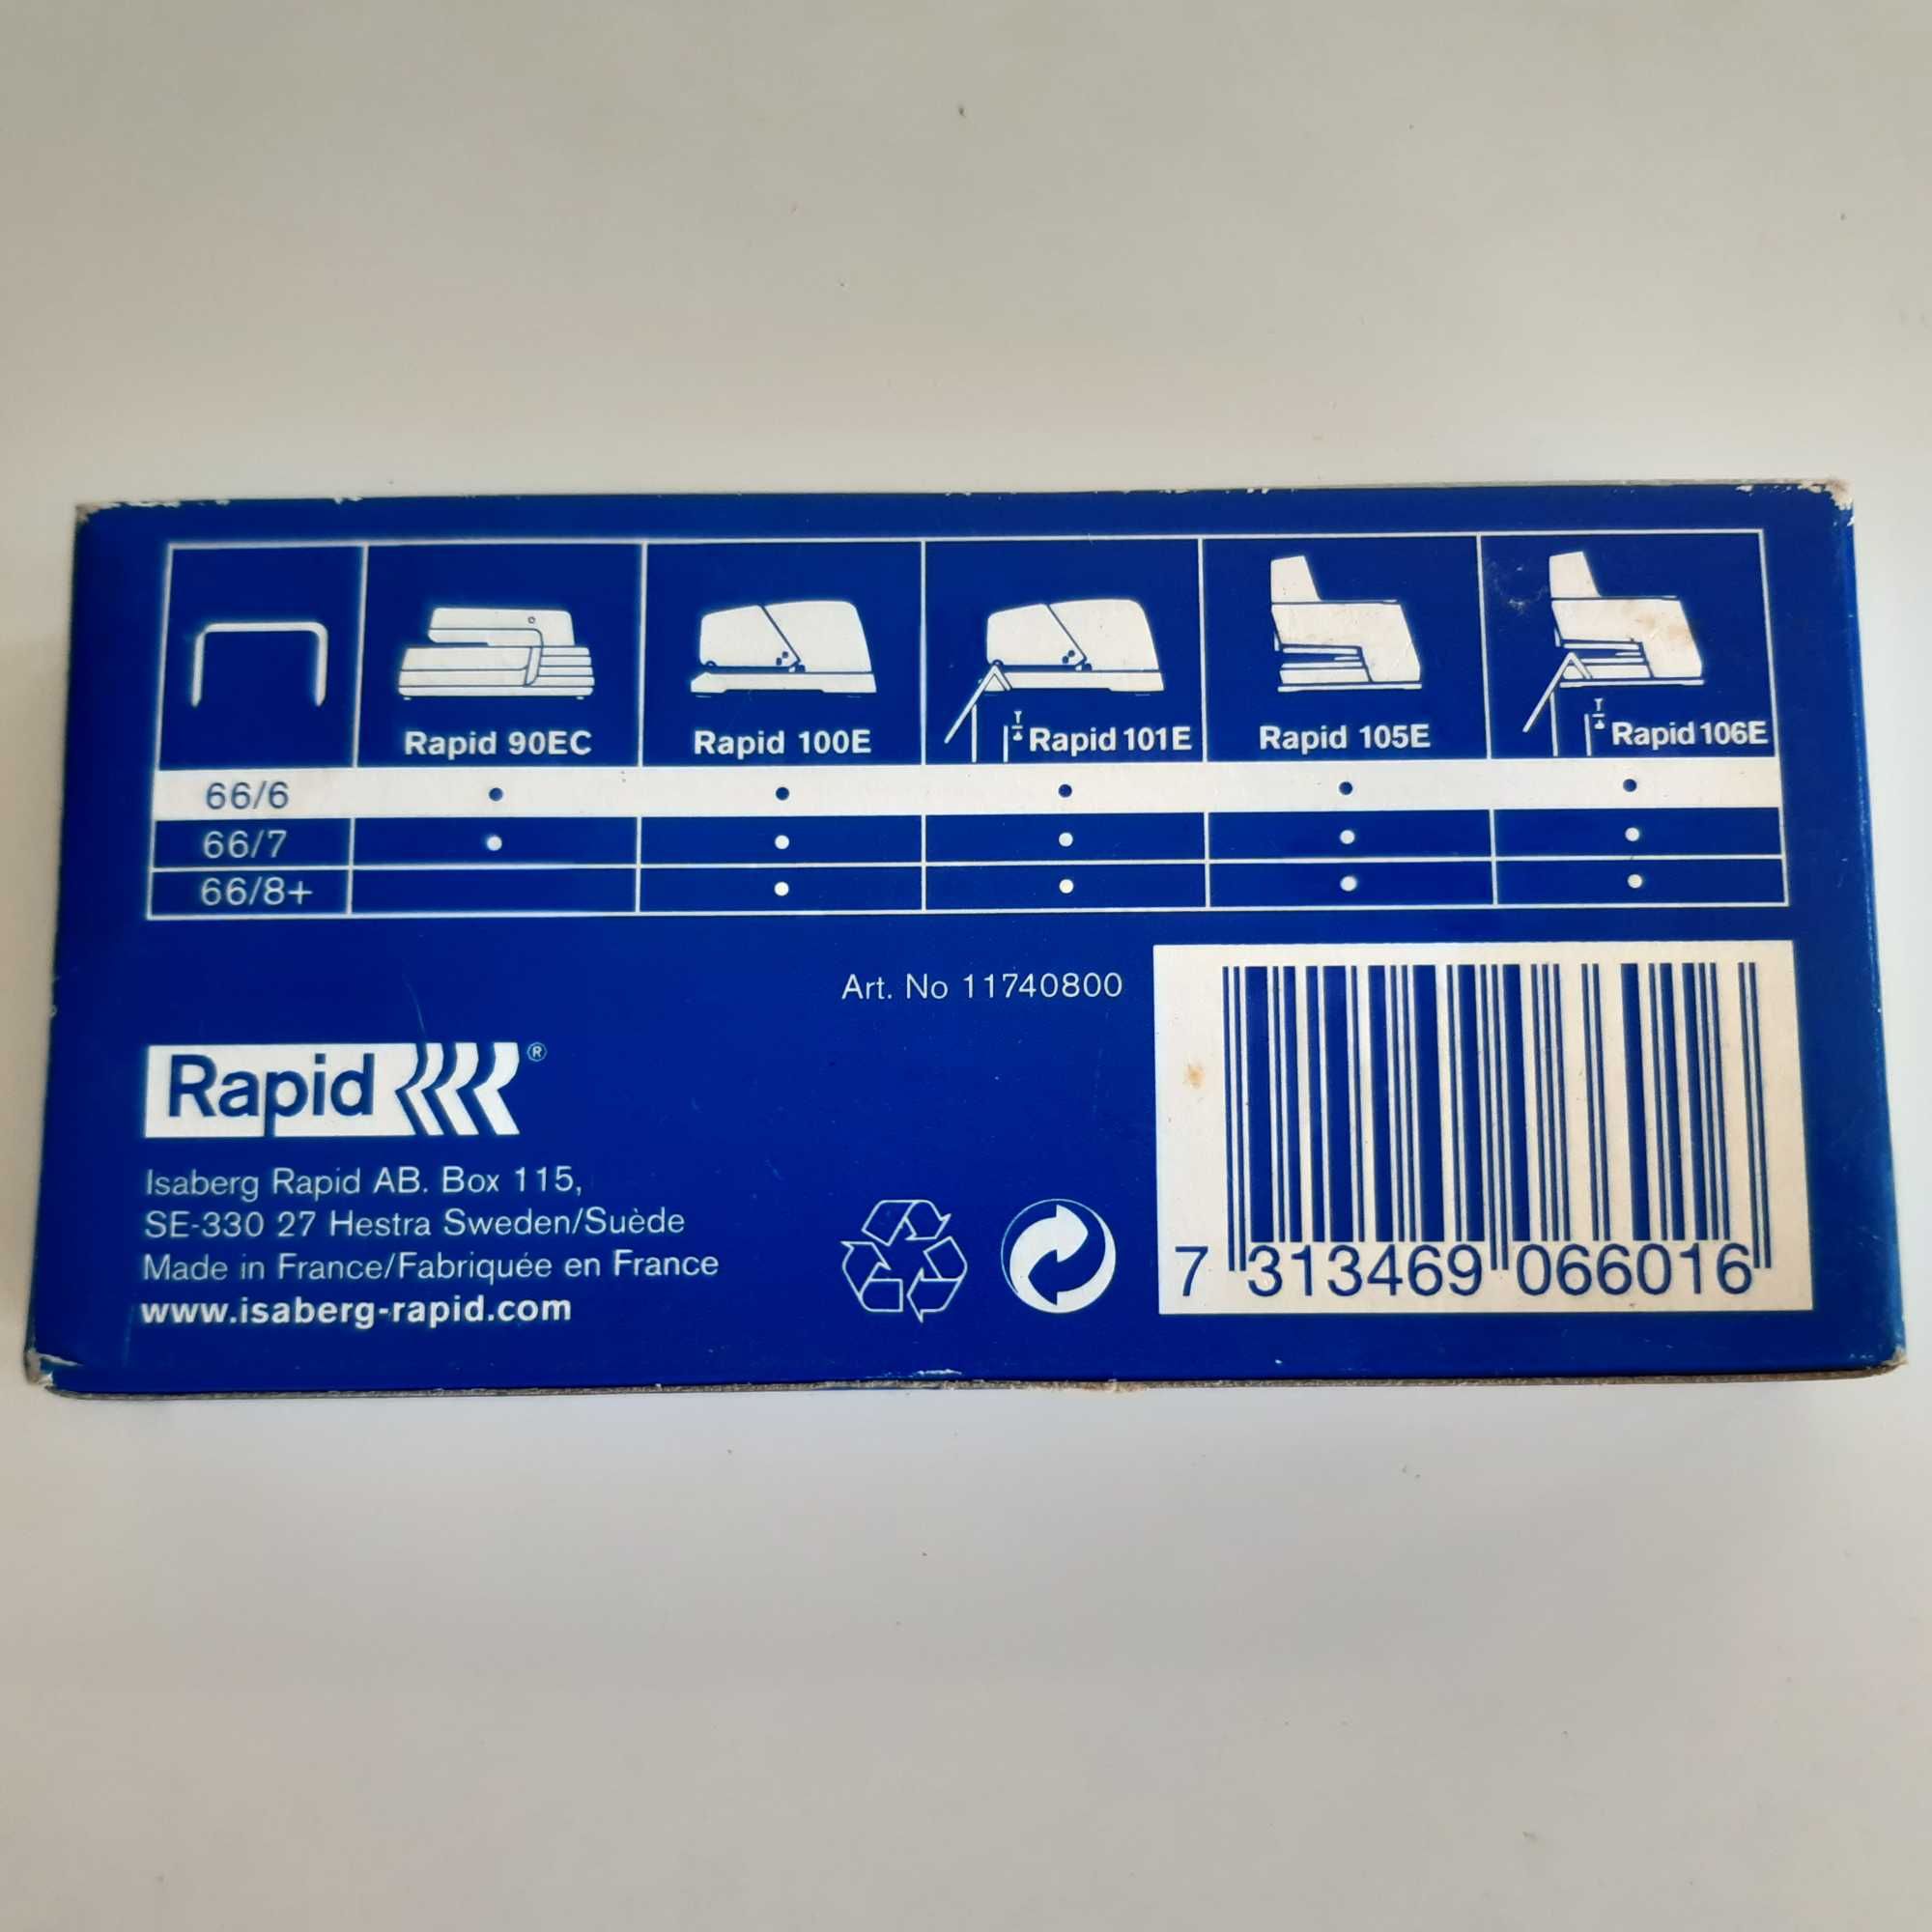 Rapid 90EC Rapid 100E Rapid 101E Rapid 105E Rapid 106E
66/6 • • • • •
66/7 • • • • •
66/8+ • • • •
Art. No 11740800
Rapid ®
Isaberg Rapid AB. Box 115,
SE-330 27 Hestra Sweden/Suède
Made in France/Fabriquée en France
www.isaberg-rapid.com
7 313469 066016